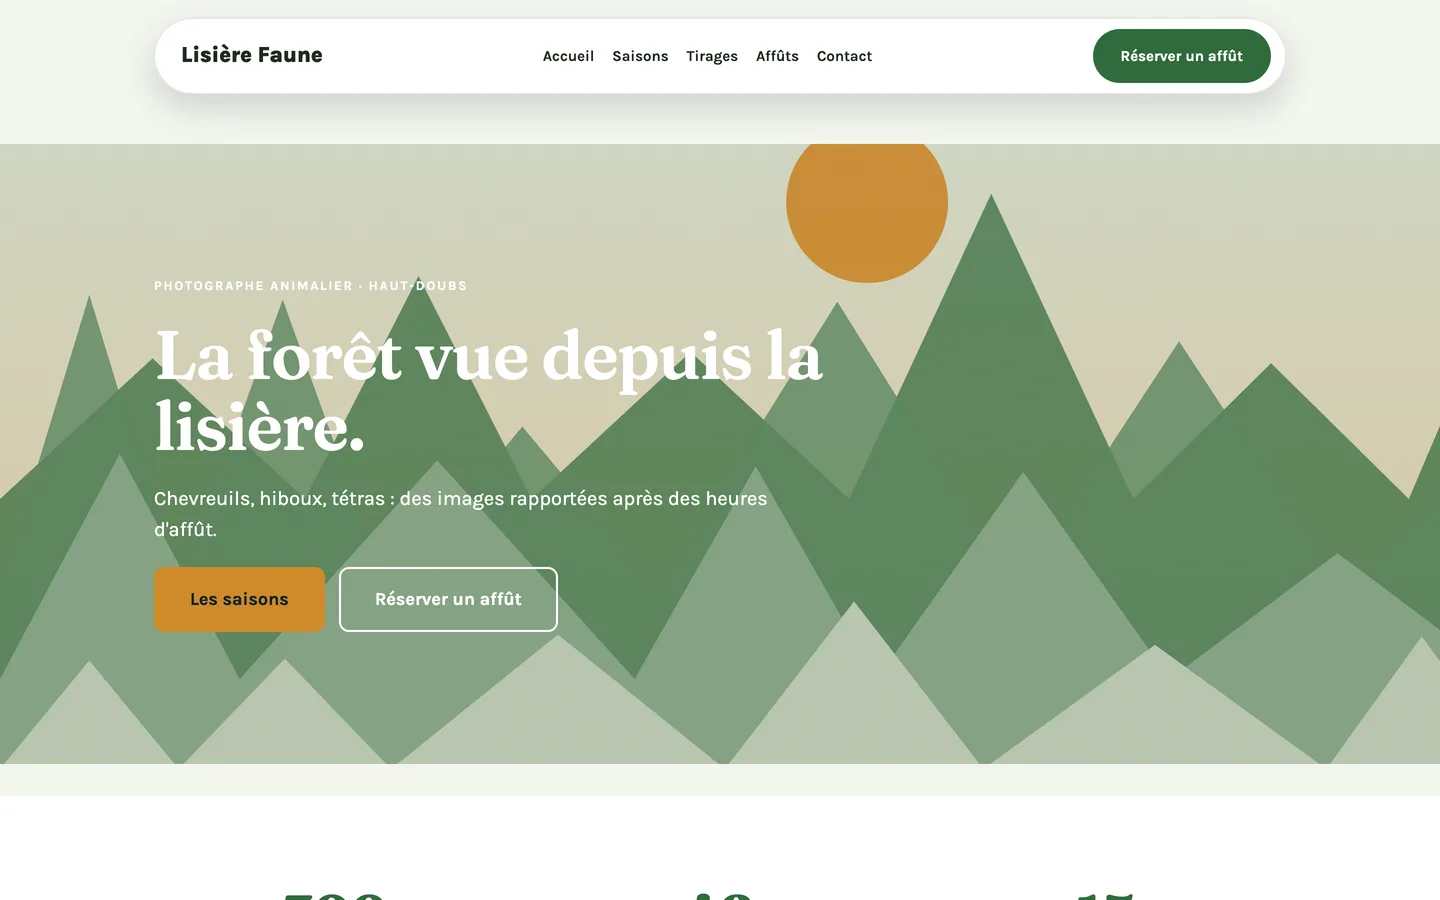 Lisière Faune
Accueil Saisons Tirages Affûts Contact
Réserver un affût
PHOTOGRAPHE ANIMALIER · HAUT-DOUBS
La forêt vue depuis la
lisière.
Chevreuils, hiboux, tétras : des images rapportées après des heures
d'affût.
Les saisons
Réserver un affût